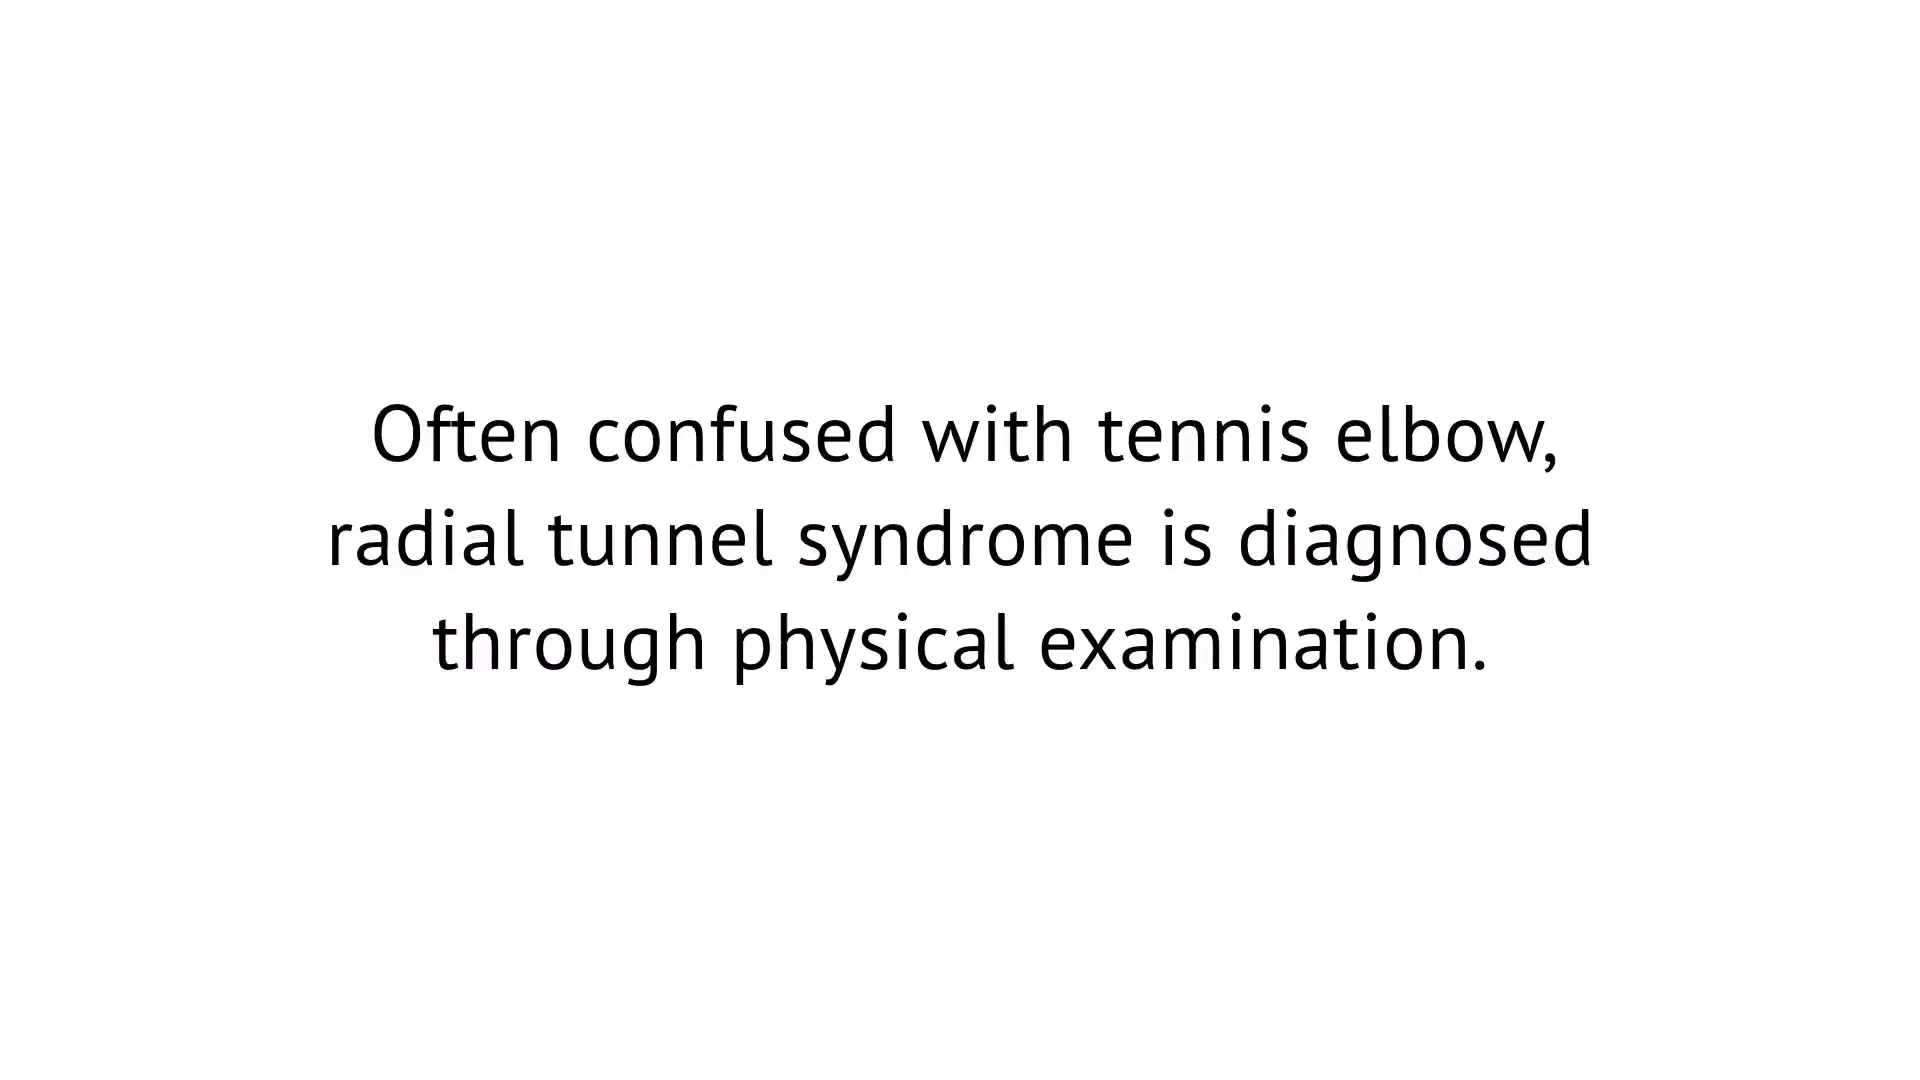 Often confused with tennis elbow,
radial tunnel syndrome is diagnosed
through physical examination.